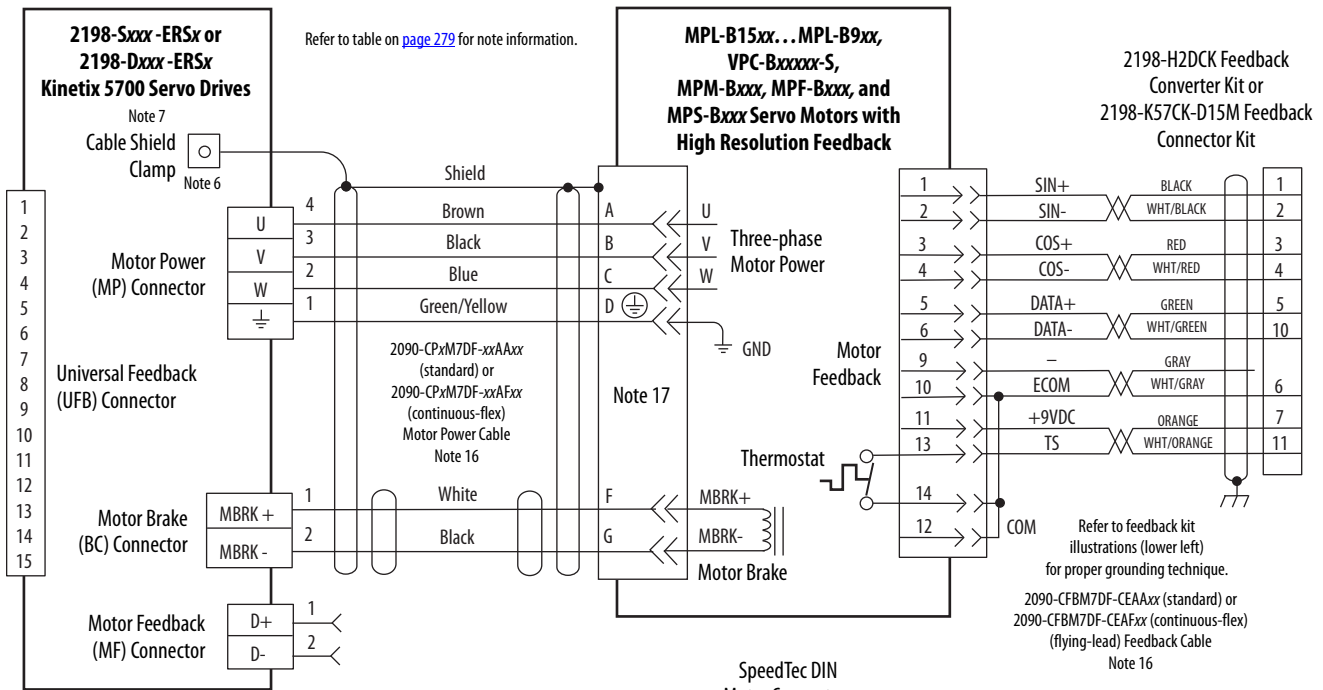 2198-Sxxx -ERSx or
2198-Dxxx -ERSx
Kinetix 5700 Servo Drives
Note 7
Cable Shield
Clamp
Note 6
Refer to table on page 279 for note information.
MPL-B15xx…MPL-B9xx,
VPC-Bxxxxx-S,
MPM-Bxxx, MPF-Bxxx, and
MPS-Bxxx Servo Motors with
High Resolution Feedback
2198-H2DCK Feedback
Converter Kit or
2198-K57CK-D15M Feedback
Connector Kit
1
2
3
4
5
6
7
8
9
10
11
12
13
14
15
Universal Feedback
(UFB) Connector
Motor Power
(MP) Connector
U
V
W
4
3
2
1
Shield
Brown
Black
Blue
Green/Yellow
A
B
C
D
U
V
W
Three-phase
Motor Power
GND
2090-CPxM7DF-xxAAxx
(standard) or
2090-CPxM7DF-xxAFxx
(continuous-flex)
Motor Power Cable
Note 16
Note 17
Motor Brake
(BC) Connector
MBRK +
MBRK -
1
2
White
Black
F
G
MBRK+
MBRK-
Motor Brake
Motor Feedback
(MF) Connector
D+
D-
1
2
Motor
Feedback
Thermostat
1 SIN+ BLACK 1
2 SIN- WHT/BLACK 2
3 COS+ RED 3
4 COS- WHT/RED 4
5 DATA+ GREEN 5
6 DATA- WHT/GREEN 10
9 – GRAY
10 ECOM WHT/GRAY 6
11 +9VDC ORANGE 7
13 TS WHT/ORANGE 11
14
12
COM
Refer to feedback kit
illustrations (lower left)
for proper grounding technique.
2090-CFBM7DF-CEAAxx (standard) or
2090-CFBM7DF-CEAFxx (continuous-flex)
(flying-lead) Feedback Cable
Note 16
SpeedTec DIN